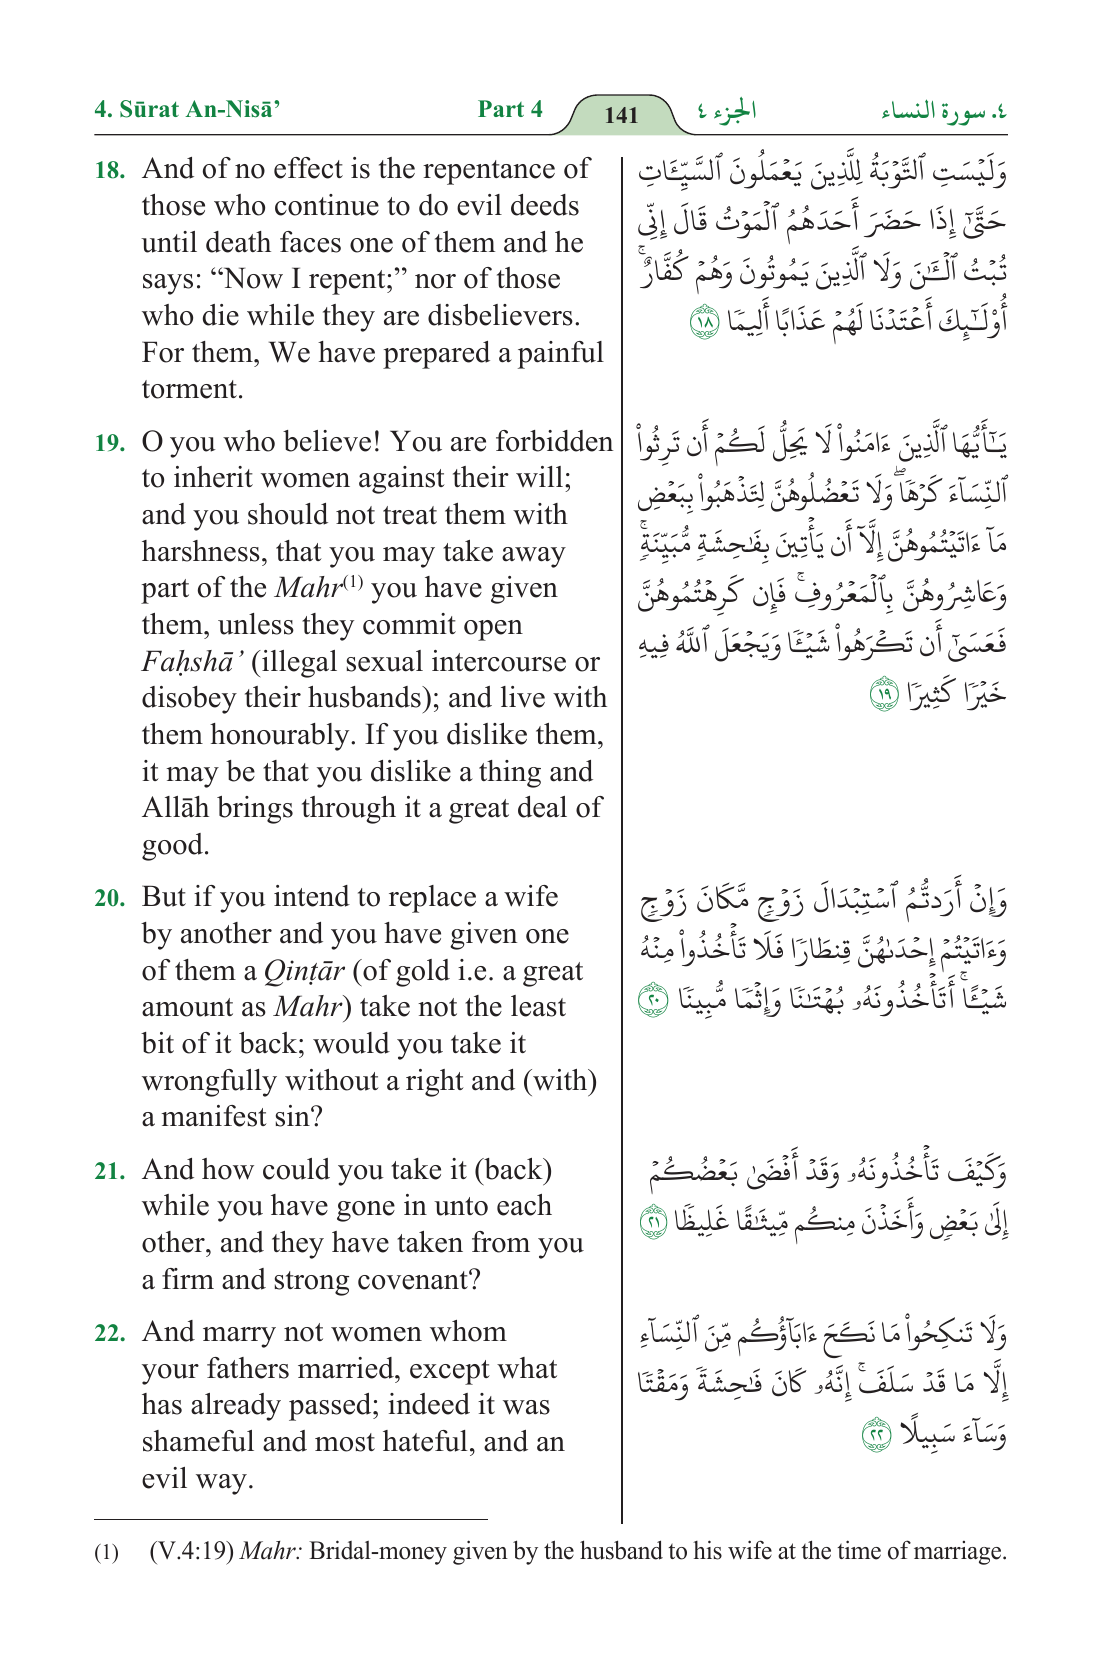 4. Sūrat An-Nisā’ Part 4 141 الجزء ٤ ٤. سورة النساء
18. And of no effect is the repentance of
those who continue to do evil deeds
until death faces one of them and he
says: “Now I repent;” nor of those
who die while they are disbelievers.
For them, We have prepared a painful
torment.
وَلَيْسَتِ ٱلتَّوْبَةُ لِلَّذِينَ يَعْمَلُونَ ٱلسَّيِّـَٔاتِ
حَتَّىٰٓ إِذَا حَضَرَ أَحَدَهُمُ ٱلْمَوْتُ قَالَ إِنِّى
تُبْتُ ٱلْـَٰٔنَ وَلَا ٱلَّذِينَ يَمُوتُونَ وَهُمْ كُفَّارٌ ۚ
أُو۟لَـٰٓئِكَ أَعْتَدْنَا لَهُمْ عَذَابًا أَلِيمًا ١٨
19. O you who believe! You are forbidden
to inherit women against their will;
and you should not treat them with
harshness, that you may take away
part of the Mahr(1) you have given
them, unless they commit open
Faḥshā’ (illegal sexual intercourse or
disobey their husbands); and live with
them honourably. If you dislike them,
it may be that you dislike a thing and
Allāh brings through it a great deal of
good.
يَـٰٓأَيُّهَا ٱلَّذِينَ ءَامَنُوا۟ لَا يَحِلُّ لَكُمْ أَن تَرِثُوا۟
ٱلنِّسَآءَ كَرْهًا ۖ وَلَا تَعْضُلُوهُنَّ لِتَذْهَبُوا۟ بِبَعْضِ
مَآ ءَاتَيْتُمُوهُنَّ إِلَّآ أَن يَأْتِينَ بِفَـٰحِشَةٍ مُّبَيِّنَةٍ ۚ
وَعَاشِرُوهُنَّ بِٱلْمَعْرُوفِ ۚ فَإِن كَرِهْتُمُوهُنَّ
فَعَسَىٰٓ أَن تَكْرَهُوا۟ شَيْـًٔا وَيَجْعَلَ ٱللَّهُ فِيهِ
خَيْرًا كَثِيرًا ١٩
20. But if you intend to replace a wife
by another and you have given one
of them a Qinṭār (of gold i.e. a great
amount as Mahr) take not the least
bit of it back; would you take it
wrongfully without a right and (with)
a manifest sin?
وَإِنْ أَرَدتُّمُ ٱسْتِبْدَالَ زَوْجٍ مَّكَانَ زَوْجٍ
وَءَاتَيْتُمْ إِحْدَىٰهُنَّ قِنطَارًا فَلَا تَأْخُذُوا۟ مِنْهُ
شَيْـًٔا ۚ أَتَأْخُذُونَهُۥ بُهْتَـٰنًا وَإِثْمًا مُّبِينًا ٢٠
21. And how could you take it (back)
while you have gone in unto each
other, and they have taken from you
a firm and strong covenant?
وَكَيْفَ تَأْخُذُونَهُۥ وَقَدْ أَفْضَىٰ بَعْضُكُمْ
إِلَىٰ بَعْضٍ وَأَخَذْنَ مِنكُم مِّيثَـٰقًا غَلِيظًا ٢١
22. And marry not women whom
your fathers married, except what
has already passed; indeed it was
shameful and most hateful, and an
evil way.
وَلَا تَنكِحُوا۟ مَا نَكَحَ ءَابَآؤُكُم مِّنَ ٱلنِّسَآءِ
إِلَّا مَا قَدْ سَلَفَ ۚ إِنَّهُۥ كَانَ فَـٰحِشَةً وَمَقْتًا
وَسَآءَ سَبِيلًا ٢٢
(1) (V.4:19) Mahr: Bridal-money given by the husband to his wife at the time of marriage.